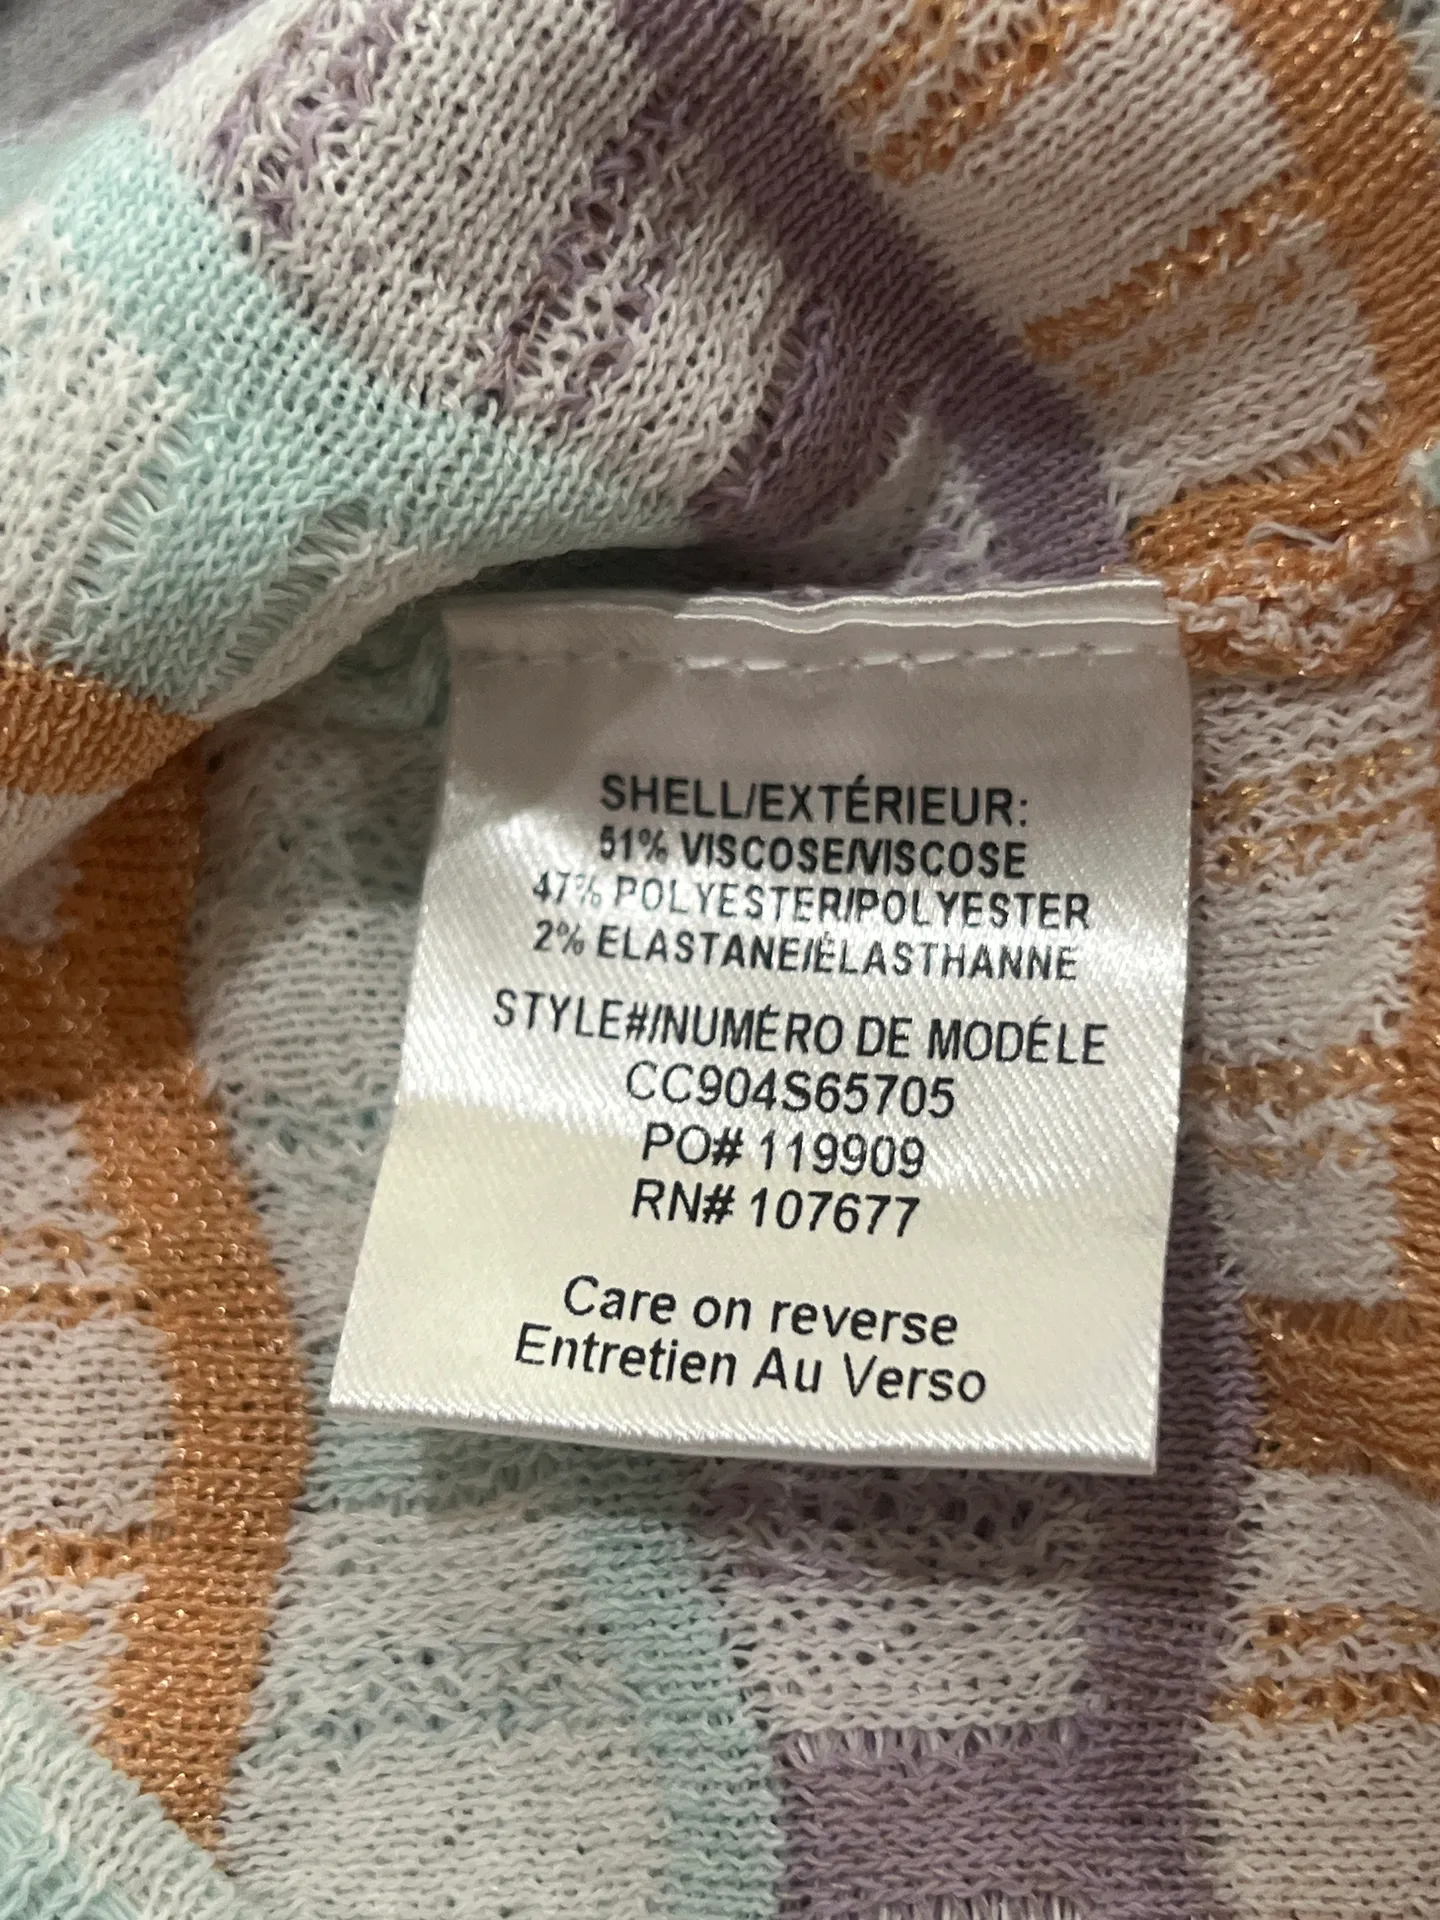 SHELL/EXTÉRIEUR:
51% VISCOSE/VISCOSE
47% POLYESTER/POLYESTER
2% ELASTANE/ÉLASTHANNE
STYLE#/NUMÉRO DE MODÉLE
CC904S65705
PO# 119909
RN# 107677
Care on reverse
Entretien Au Verso